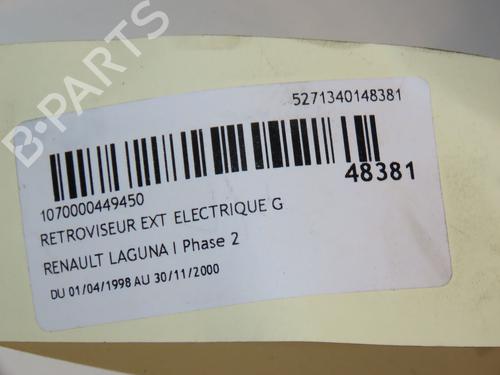 5271340148381
48381
1070000449450
RETROVISEUR EXT ELECTRIQUE G
RENAULT LAGUNA I Phase 2
DU 01/04/1998 AU 30/11/2000
B-PARTS